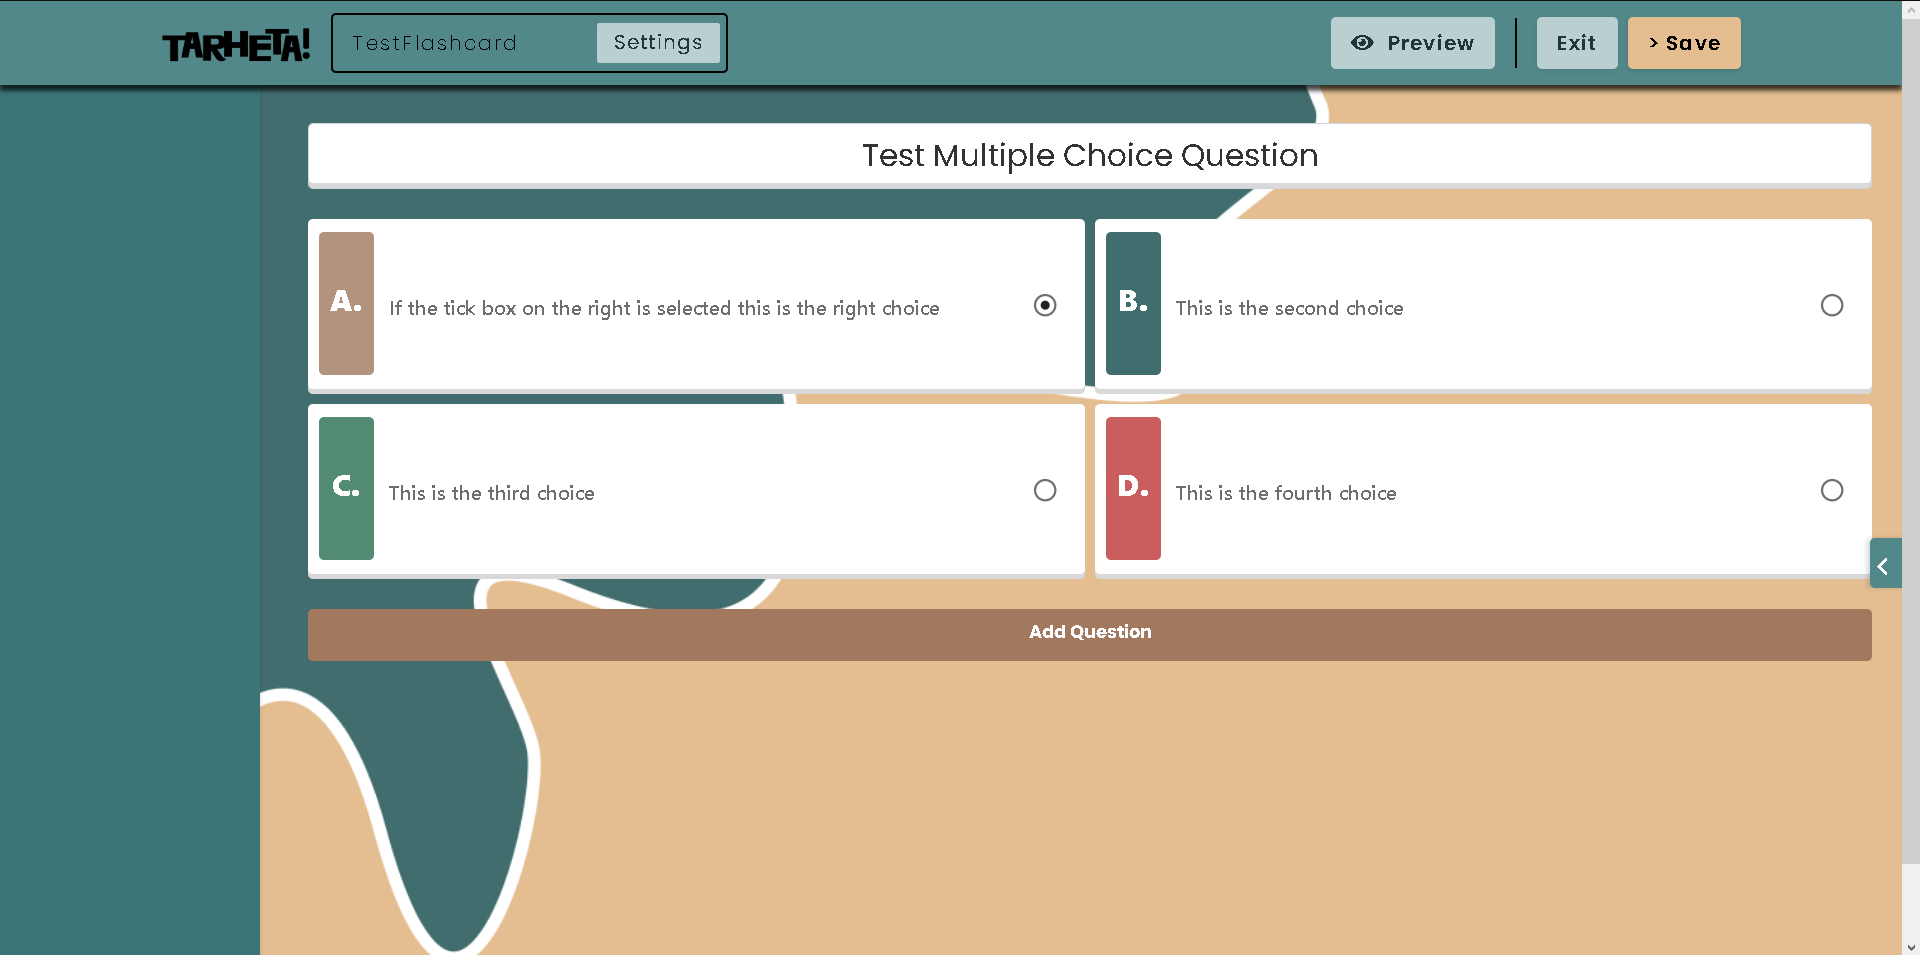 TARHETA! TestFlashcard Settings Preview Exit > Save
Test Multiple Choice Question
A. If the tick box on the right is selected this is the right choice
B. This is the second choice
C. This is the third choice
D. This is the fourth choice
Add Question